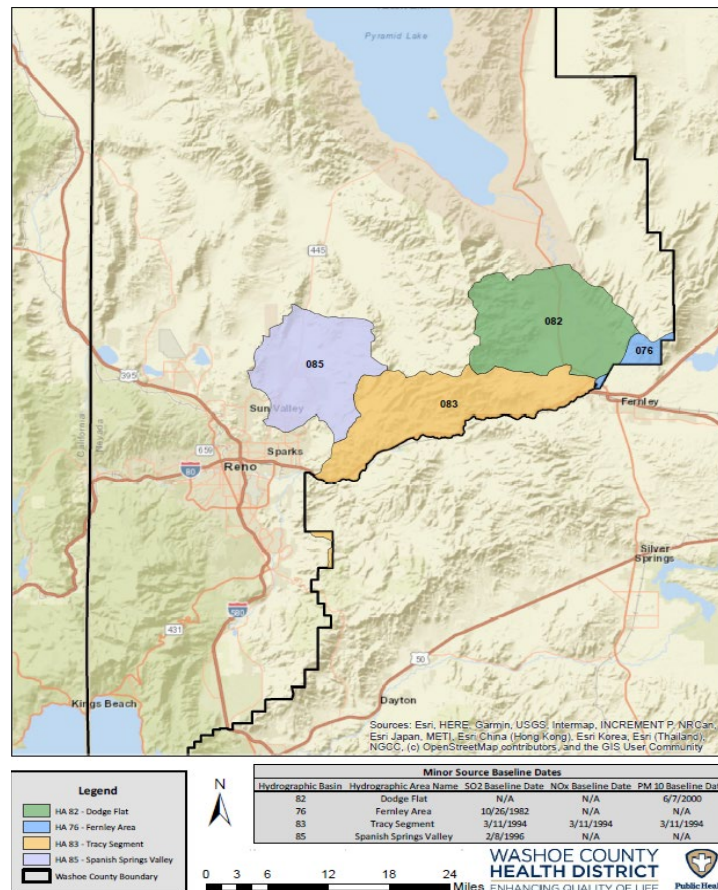 Pyramid Lake
445
082
076
085
395
083
Sun Valley
Fernley
California
Nevada
659
Sparks
80
Reno
Silver
Springs
580
431
50
Kings Beach
Dayton
Sources: Esri, HERE, Garmin, USGS, Intermap, INCREMENT P, NRCan,
Esri Japan, METI, Esri China (Hong Kong), Esri Korea, Esri (Thailand),
NGCC, (c) OpenStreetMap contributors, and the GIS User Community
Legend
HA 82 - Dodge Flat
HA 76 - Fernley Area
HA 83 - Tracy Segment
HA 85 - Spanish Springs Valley
Washoe County Boundary
N
Minor Source Baseline Dates
Hydrographic Basin Hydrographic Area Name SO2 Baseline Date NOx Baseline Date PM 10 Baseline Date
82 Dodge Flat N/A N/A 6/7/2000
76 Fernley Area 10/26/1982 N/A N/A
83 Tracy Segment 3/11/1994 3/11/1994 3/11/1994
85 Spanish Springs Valley 2/8/1996 N/A N/A
0 3 6 12 18 24
Miles
WASHOE COUNTY
HEALTH DISTRICT
ENHANCING QUALITY OF LIFE
Public Heal